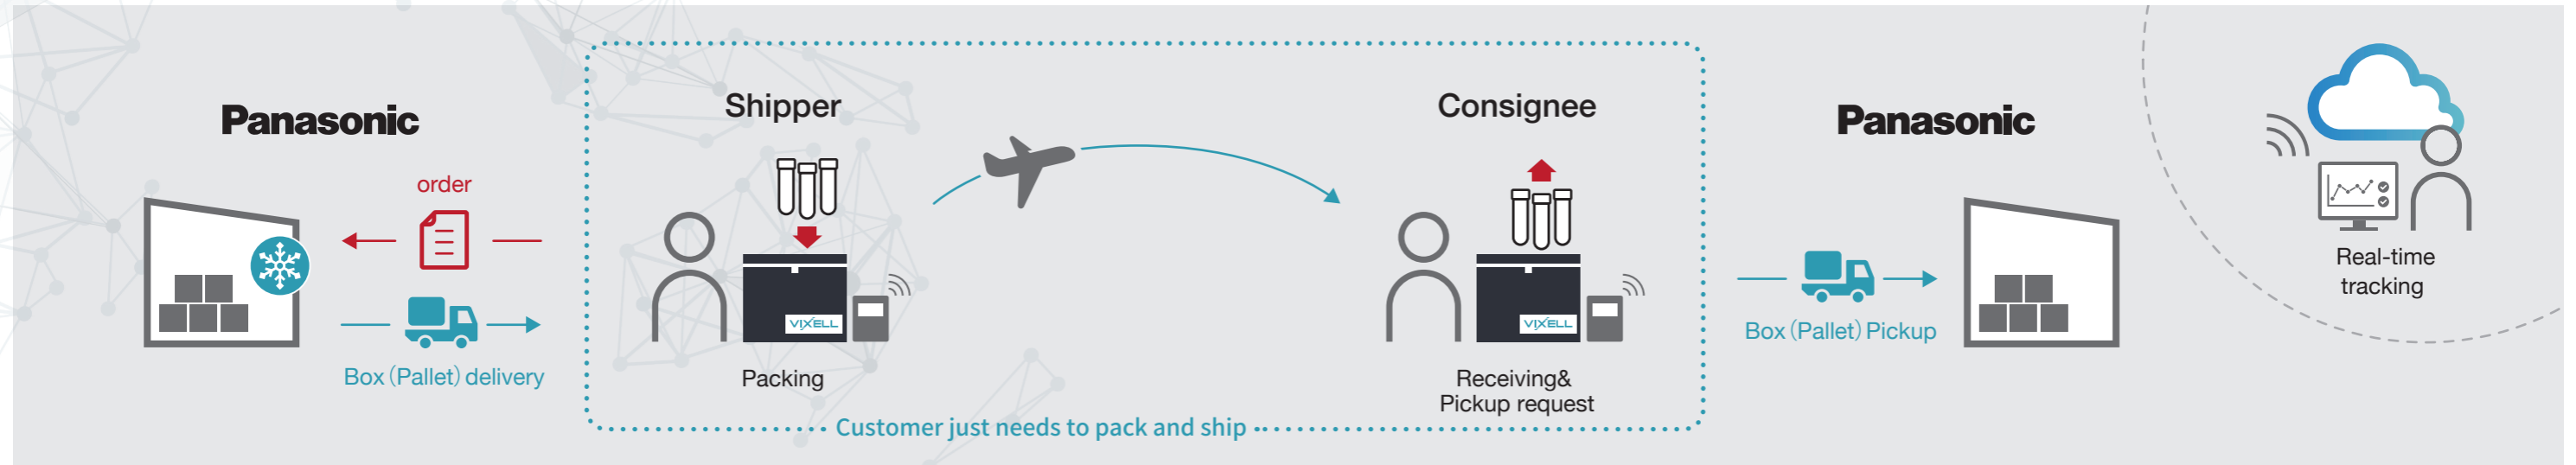 Panasonic
order
Box (Pallet) delivery
Shipper
VIXELL
Packing
Customer just needs to pack and ship
Consignee
VIXELL
Receiving&
Pickup request
Box (Pallet) Pickup
Panasonic
Real-time
tracking